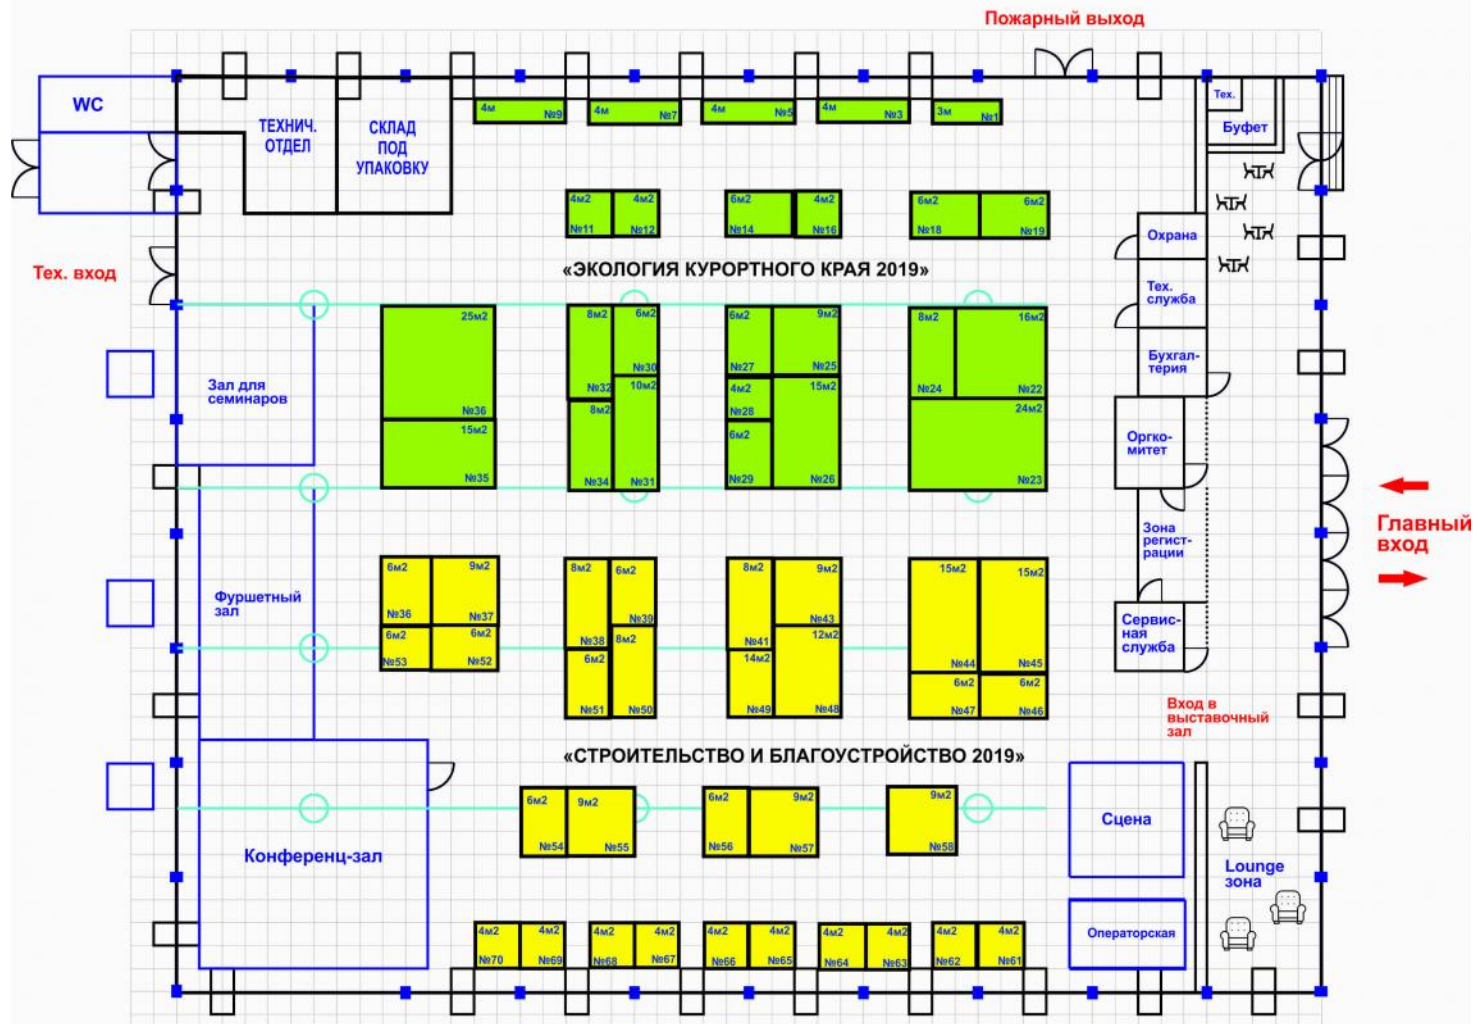 Пожарный выход
WC
ТЕХНИЧ.
ОТДЕЛ
СКЛАД
ПОД
УПАКОВКУ
4м
№9
4м
№7
4м
№5
4м
№3
3м
№1
Тех.
Буфет
4м2
№11
4м2
№12
6м2
№14
4м2
№16
6м2
№18
6м2
№19
Охрана
Тех. вход
«ЭКОЛОГИЯ КУРОРТНОГО КРАЯ 2019»
Тех.
служба
25м2
№36
15м2
№35
8м2
№32
6м2
№30
8м2
№34
10м2
№31
6м2
№27
9м2
№25
4м2
№28
6м2
№29
15м2
№26
8м2
№24
16м2
№22
24м2
№23
Бухгал-
терия
Зал для
семинаров
Оргко-
митет
Зона
регист-
рации
Главный
вход
Фуршетный
зал
6м2
№36
9м2
№37
6м2
№53
6м2
№52
8м2
№38
6м2
№39
6м2
№51
8м2
№50
8м2
№41
9м2
№43
14м2
№49
12м2
№48
15м2
№44
15м2
№45
6м2
№47
6м2
№46
Сервис-
ная
служба
Вход в
выставочный
зал
«СТРОИТЕЛЬСТВО И БЛАГОУСТРОЙСТВО 2019»
6м2
№54
9м2
№55
6м2
№56
9м2
№57
9м2
№58
Сцена
Конференц-зал
Lounge
зона
4м2
№70
4м2
№69
4м2
№68
4м2
№67
4м2
№66
4м2
№65
4м2
№64
4м2
№63
4м2
№62
4м2
№61
Операторская